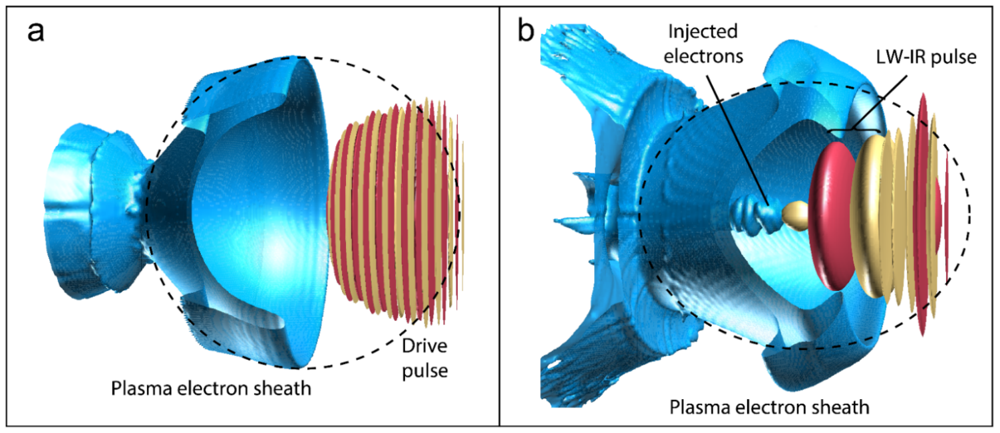 a
Drive
pulse
Plasma electron sheath
b
Injected
electrons
LW-IR pulse
Plasma electron sheath